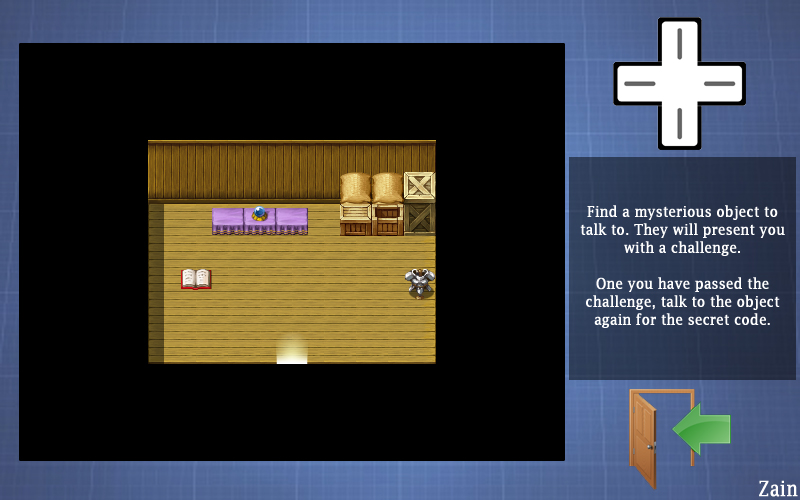 Find a mysterious object to
talk to. They will present you
with a challenge.
One you have passed the
challenge, talk to the object
again for the secret code.
Zain